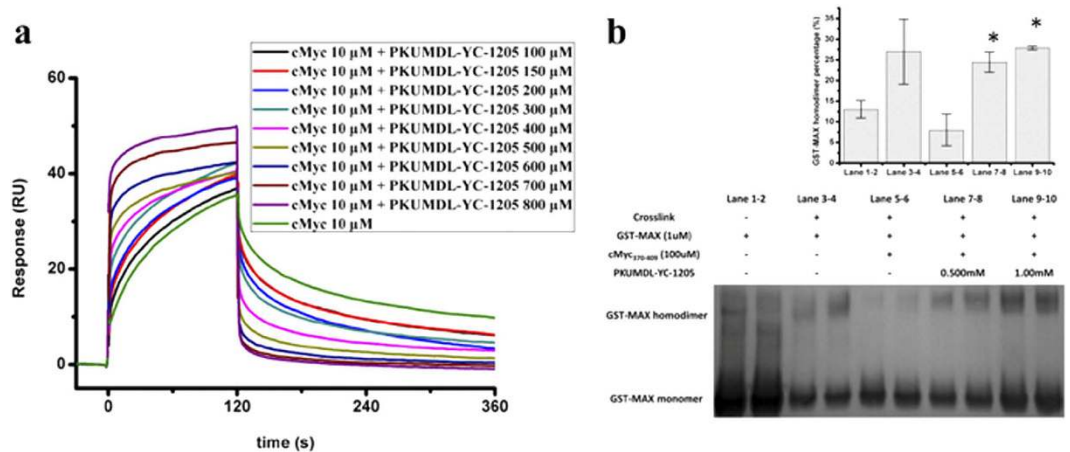 a
cMyc 10 µM + PKUMDL-YC-1205 100 µM
cMyc 10 µM + PKUMDL-YC-1205 150 µM
cMyc 10 µM + PKUMDL-YC-1205 200 µM
cMyc 10 µM + PKUMDL-YC-1205 300 µM
cMyc 10 µM + PKUMDL-YC-1205 400 µM
cMyc 10 µM + PKUMDL-YC-1205 500 µM
cMyc 10 µM + PKUMDL-YC-1205 600 µM
cMyc 10 µM + PKUMDL-YC-1205 700 µM
cMyc 10 µM + PKUMDL-YC-1205 800 µM
cMyc 10 µM
60
40
20
0
Response (RU)
0 120 240 360
time (s)
b
GST-MAX homodimer percentage (%)
35
30
25
20
15
10
5
0
* *
Lane 1-2 Lane 3-4 Lane 5-6 Lane 7-8 Lane 9-10
Lane 1-2 Lane 3-4 Lane 5-6 Lane 7-8 Lane 9-10
Crosslink - + + + +
GST-MAX (1uM) + + + + +
cMyc370-409 (100uM) - - + + +
PKUMDL-YC-1205 - - - 0.500mM 1.00mM
GST-MAX homodimer
GST-MAX monomer